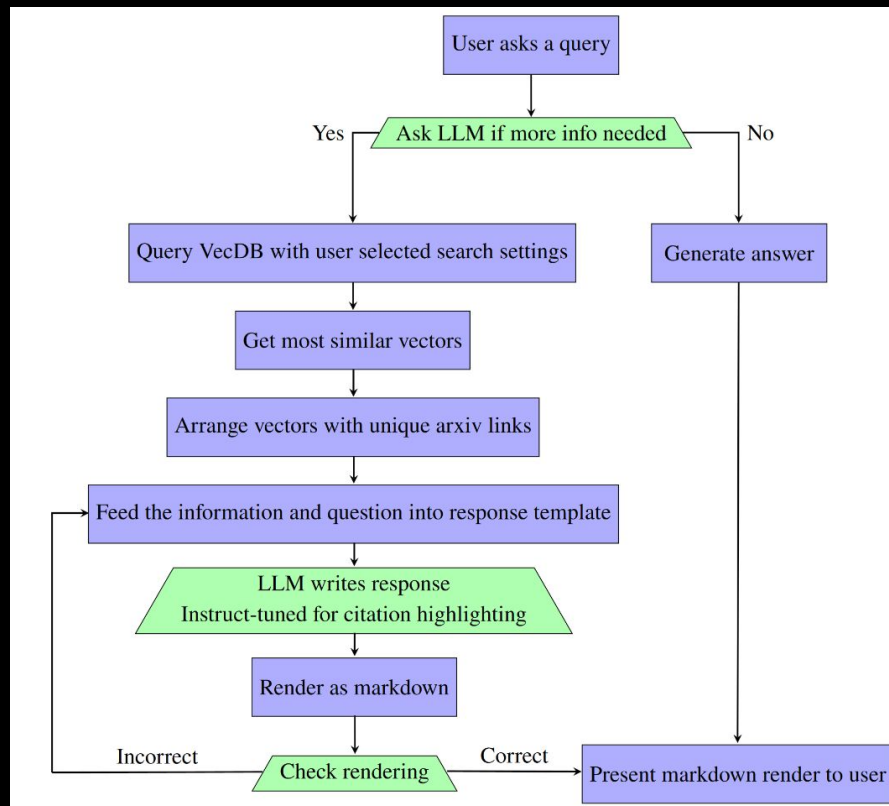 User asks a query
Yes
Ask LLM if more info needed
No
Query VecDB with user selected search settings
Generate answer
Get most similar vectors
Arrange vectors with unique arxiv links
Feed the information and question into response template
LLM writes response
Instruct-tuned for citation highlighting
Render as markdown
Incorrect
Check rendering
Correct
Present markdown render to user